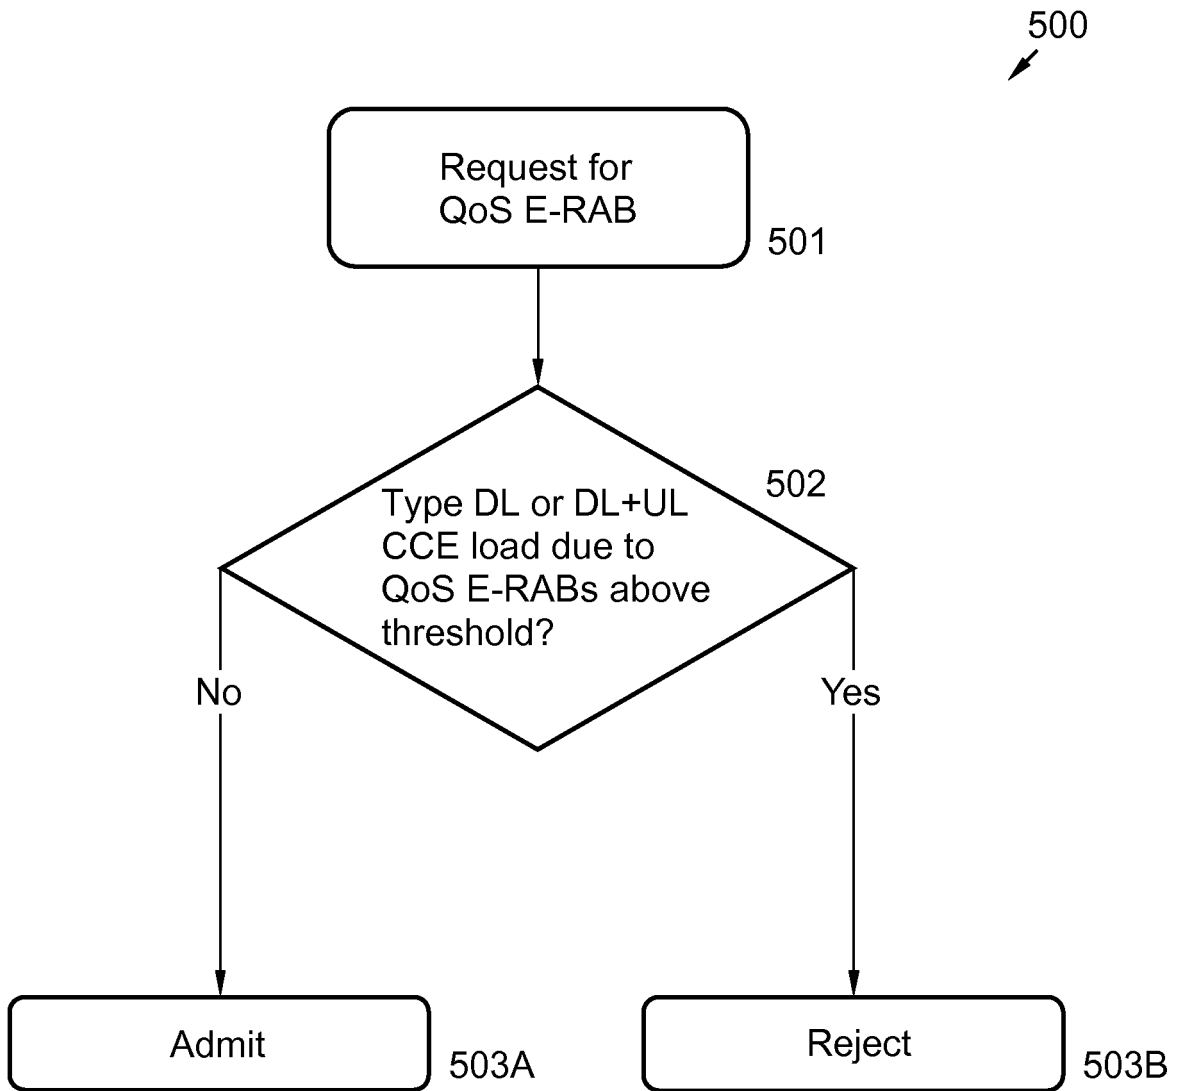 500
Request for
QoS E-RAB
501
502
Type DL or DL+UL
CCE load due to
QoS E-RABs above
threshold?
No
Yes
Admit
503A
Reject
503B